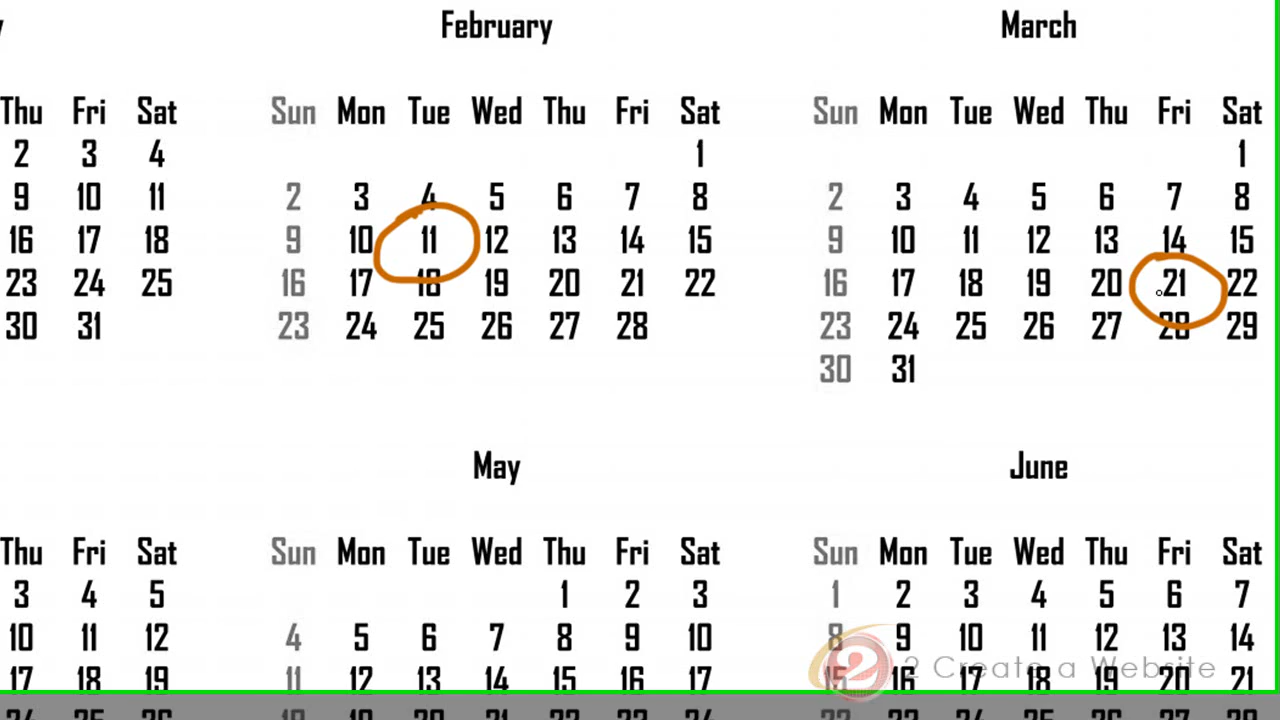 February March
Thu Fri Sat Sun Mon Tue Wed Thu Fri Sat Sun Mon Tue Wed Thu Fri Sat
2 3 4 1 1
9 10 11 2 3 4 5 6 7 8 2 3 4 5 6 7 8
16 17 18 9 10 11 12 13 14 15 9 10 11 12 13 14 15
23 24 25 16 17 18 19 20 21 22 16 17 18 19 20 21 22
30 31 23 24 25 26 27 28 23 24 25 26 27 28 29
30 31
May June
Thu Fri Sat Sun Mon Tue Wed Thu Fri Sat Sun Mon Tue Wed Thu Fri Sat
3 4 5 1 2 3 1 2 3 4 5 6 7
10 11 12 4 5 6 7 8 9 10 8 9 10 11 12 13 14
17 18 19 11 12 13 14 15 16 17 15 16 17 18 19 20 21
2 2 Create a Website